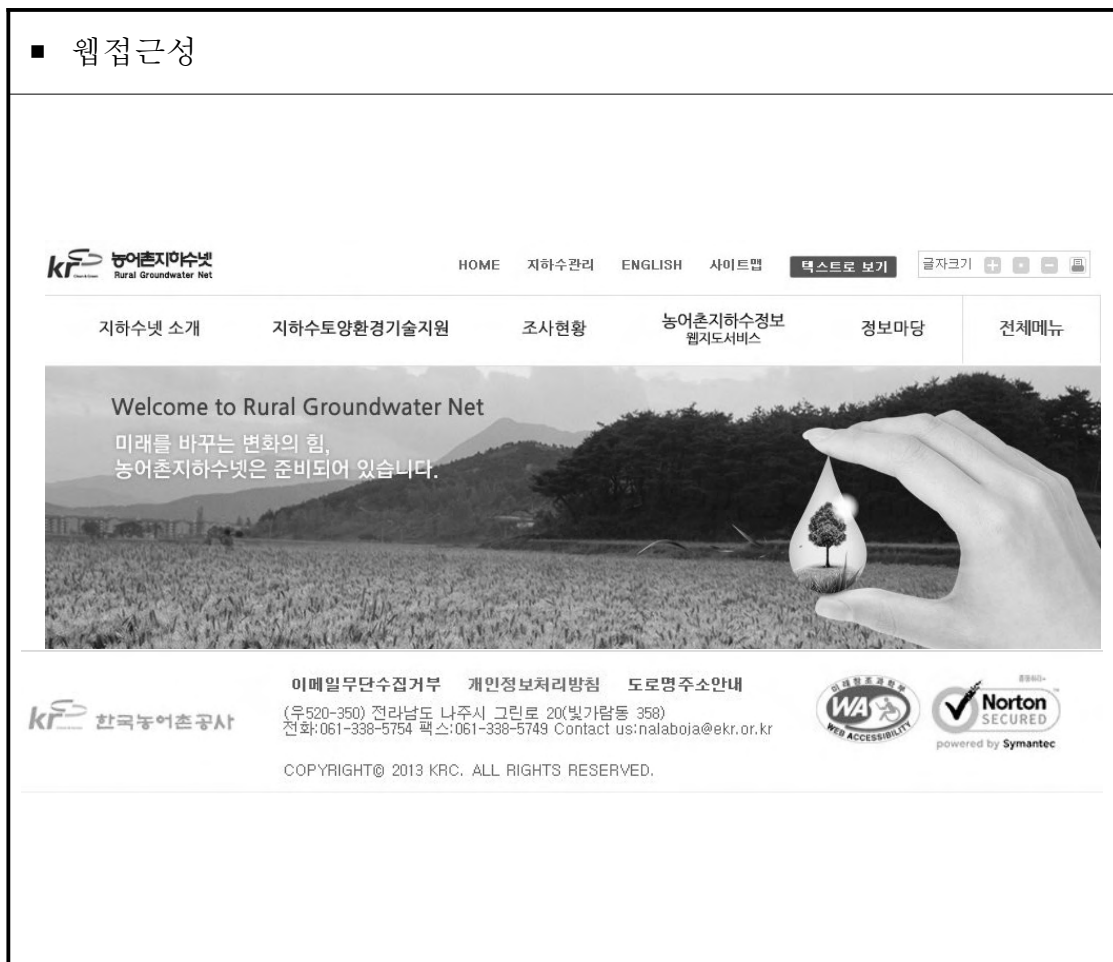 ■ 웹접근성
kr 농어촌지하수넷
Rural Groundwater Net
HOME 지하수관리 ENGLISH 사이트맵 텍스트로 보기 글자크기
지하수넷 소개 지하수토양환경기술지원 조사현황 농어촌지하수정보 정보마당 전체메뉴
웹지도서비스
Welcome to Rural Groundwater Net
미래를 바꾸는 변화의 힘,
농어촌지하수넷은 준비되어 있습니다.
이메일무단수집거부 개인정보처리방침 도로명주소안내
kr 한국농어촌공사
(우520-350) 전라남도 나주시 그린로 20(빛가람동 358)
전화:061-338-5754 팩스:061-338-5749 Contact us:nalaboja@ekr.or.kr
COPYRIGHT© 2013 KRC. ALL RIGHTS RESERVED.
미래창조과학부
WA
WEB ACCESSIBILITY
Norton
SECURED
powered by Symantec